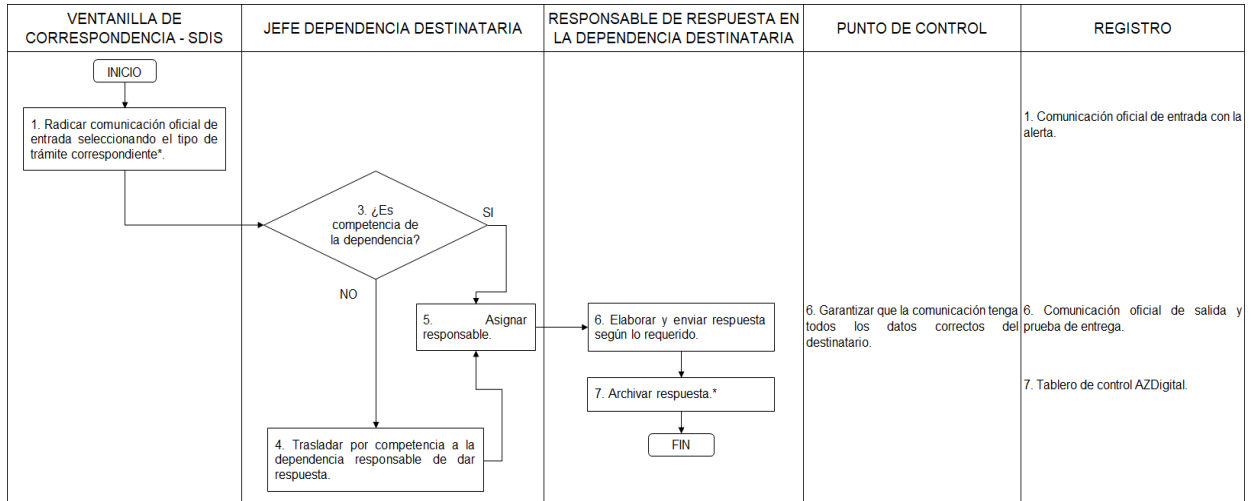 VENTANILLA DE
CORRESPONDENCIA - SDIS
JEFE DEPENDENCIA DESTINATARIA
RESPONSABLE DE RESPUESTA EN
LA DEPENDENCIA DESTINATARIA
PUNTO DE CONTROL
REGISTRO
INICIO
1. Radicar comunicación oficial de
entrada seleccionando el tipo de
trámite correspondiente*.
1. Comunicación oficial de entrada con la
alerta.
3. ¿Es
competencia de
la dependencia?
SI
NO
5. Asignar
responsable.
6. Elaborar y enviar respuesta
según lo requerido.
6. Garantizar que la comunicación tenga
todos los datos correctos del
destinatario.
6. Comunicación oficial de salida y
prueba de entrega.
7. Archivar respuesta.*
7. Tablero de control AZDigital.
4. Trasladar por competencia a la
dependencia responsable de dar
respuesta.
FIN